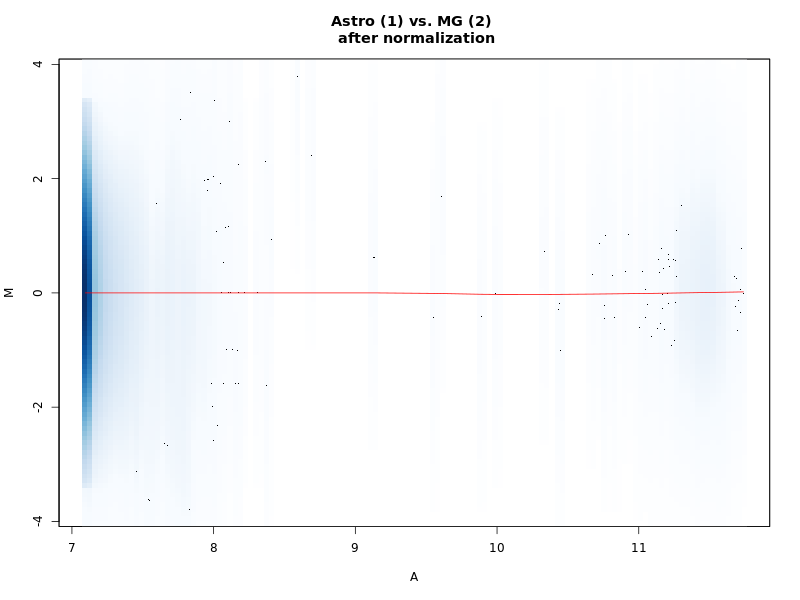 Astro (1) vs. MG (2)
after normalization
4
2
0
-2
-4
M
7
8
9
10
11
A